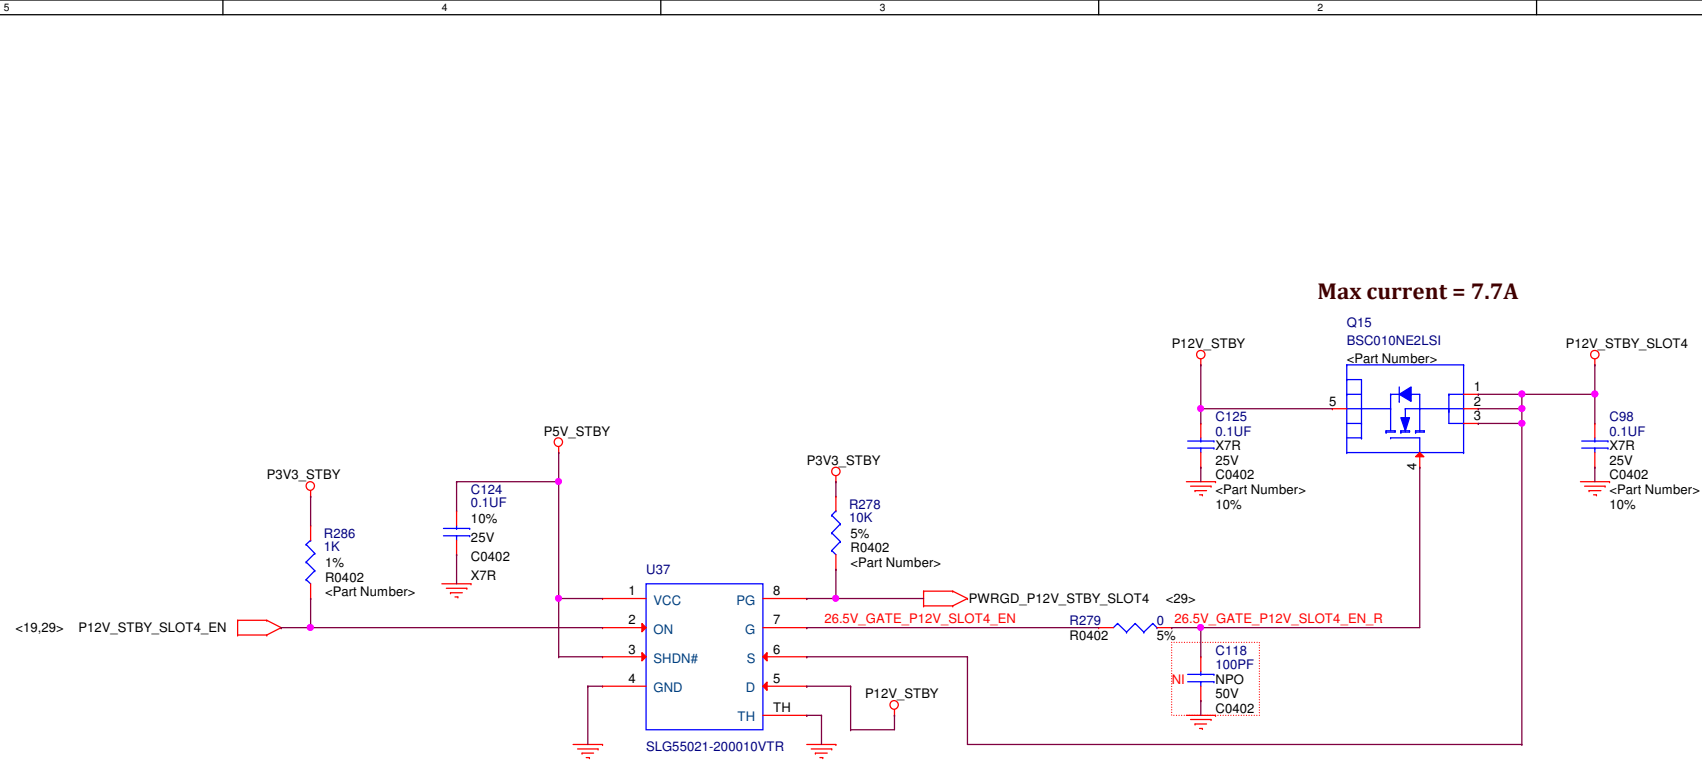 5
4
3
2
Max current = 7.7A
Q15
BSC010NE2LSI
<Part Number>
P12V_STBY
P12V_STBY_SLOT4
5
1
2
3
4
C125
0.1UF
X7R
25V
C0402
<Part Number>
10%
C98
0.1UF
X7R
25V
C0402
<Part Number>
10%
P5V_STBY
P3V3_STBY
P3V3_STBY
C124
0.1UF
10%
25V
C0402
X7R
R286
1K
1%
R0402
<Part Number>
R278
10K
5%
R0402
<Part Number>
U37
1
VCC
PG
8
PWRGD_P12V_STBY_SLOT4 <29>
<19,29> P12V_STBY_SLOT4_EN
2
ON
G
7
26.5V_GATE_P12V_SLOT4_EN
R279
0
R0402
5%
26.5V_GATE_P12V_SLOT4_EN_R
3
SHDN#
S
6
4
GND
D
5
P12V_STBY
TH
TH
SLG55021-200010VTR
C118
100PF
NI
NPO
50V
C0402